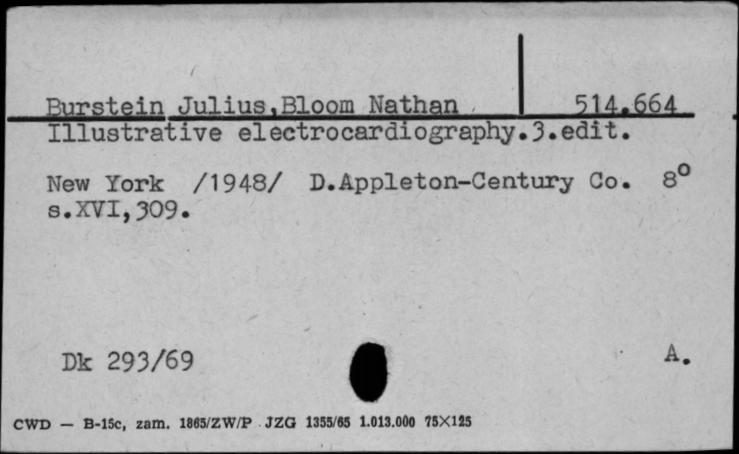 Burstein Julius,Bloom Nathan 514.664
Illustrative electrocardiography.3.edit.
New York /1948/ D.Appleton-Century Co. 8°
s.XVI,309.
Dk 293/69 A.
CWD — B-15c, zam. 1865/ZW/P JZG 1355/65 1.013.000 75X125